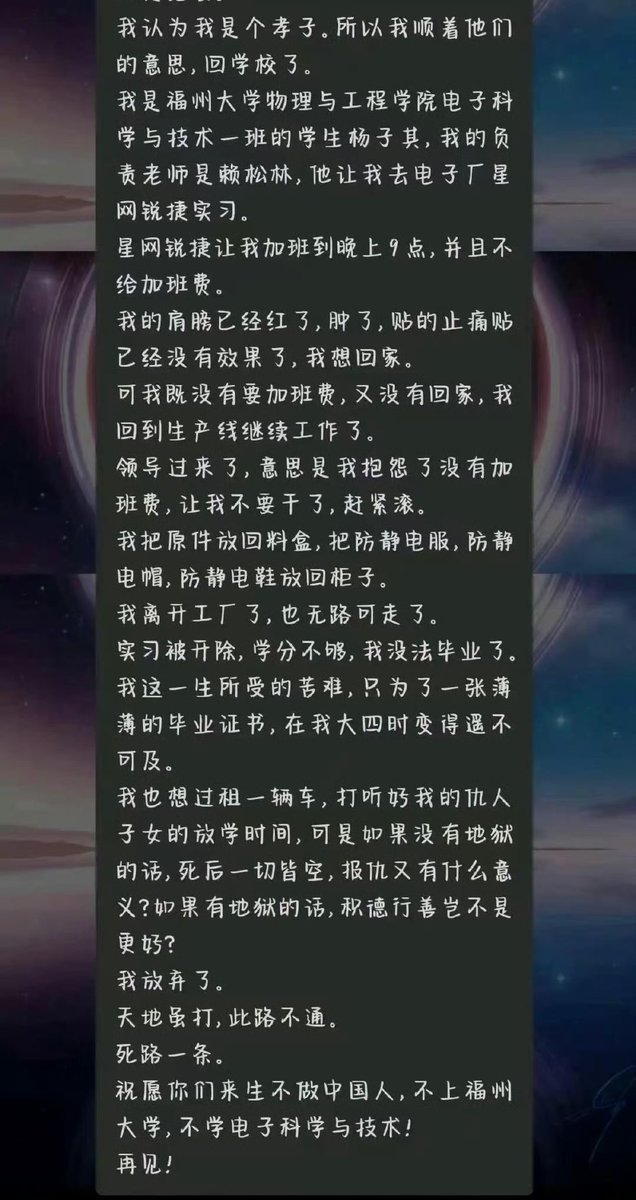 我认为我是个孝子。所以我顺着他们
的意思,回学校了。
我是福州大学物理与工程学院电子科
学与技术一班的学生杨子其,我的负
责老师是赖松林,他让我去电子厂星
网锐捷实习。
星网锐捷让我加班到晚上9点,并且不
给加班费。
我的肩膀已经红了,肿了,贴的止痛贴
已经没有效果了,我想回家。
可我既没有要加班费,又没有回家,我
回到生产线继续工作了。
领导过来了,意思是我抱怨了没有加
班费,让我不要干了,赶紧滚。
我把原件放回料盒,把防静电服,防静
电帽,防静电鞋放回柜子。
我离开工厂了,也无路可走了。
实习被开除,学分不够,我没法毕业了。
我这一生所受的苦难,只为了一张薄
薄的毕业证书,在我大四时变得遥不
可及。
我也想过租一辆车,打听好我的仇人
子女的放学时间,可是如果没有地狱
的话,死后一切皆空,报仇又有什么意
义?如果有地狱的话,积德行善岂不是
更好?
我放弃了。
天地虽打,此路不通。
死路一条。
祝愿你们来生不做中国人,不上福州
大学,不学电子科学与技术!
再见!